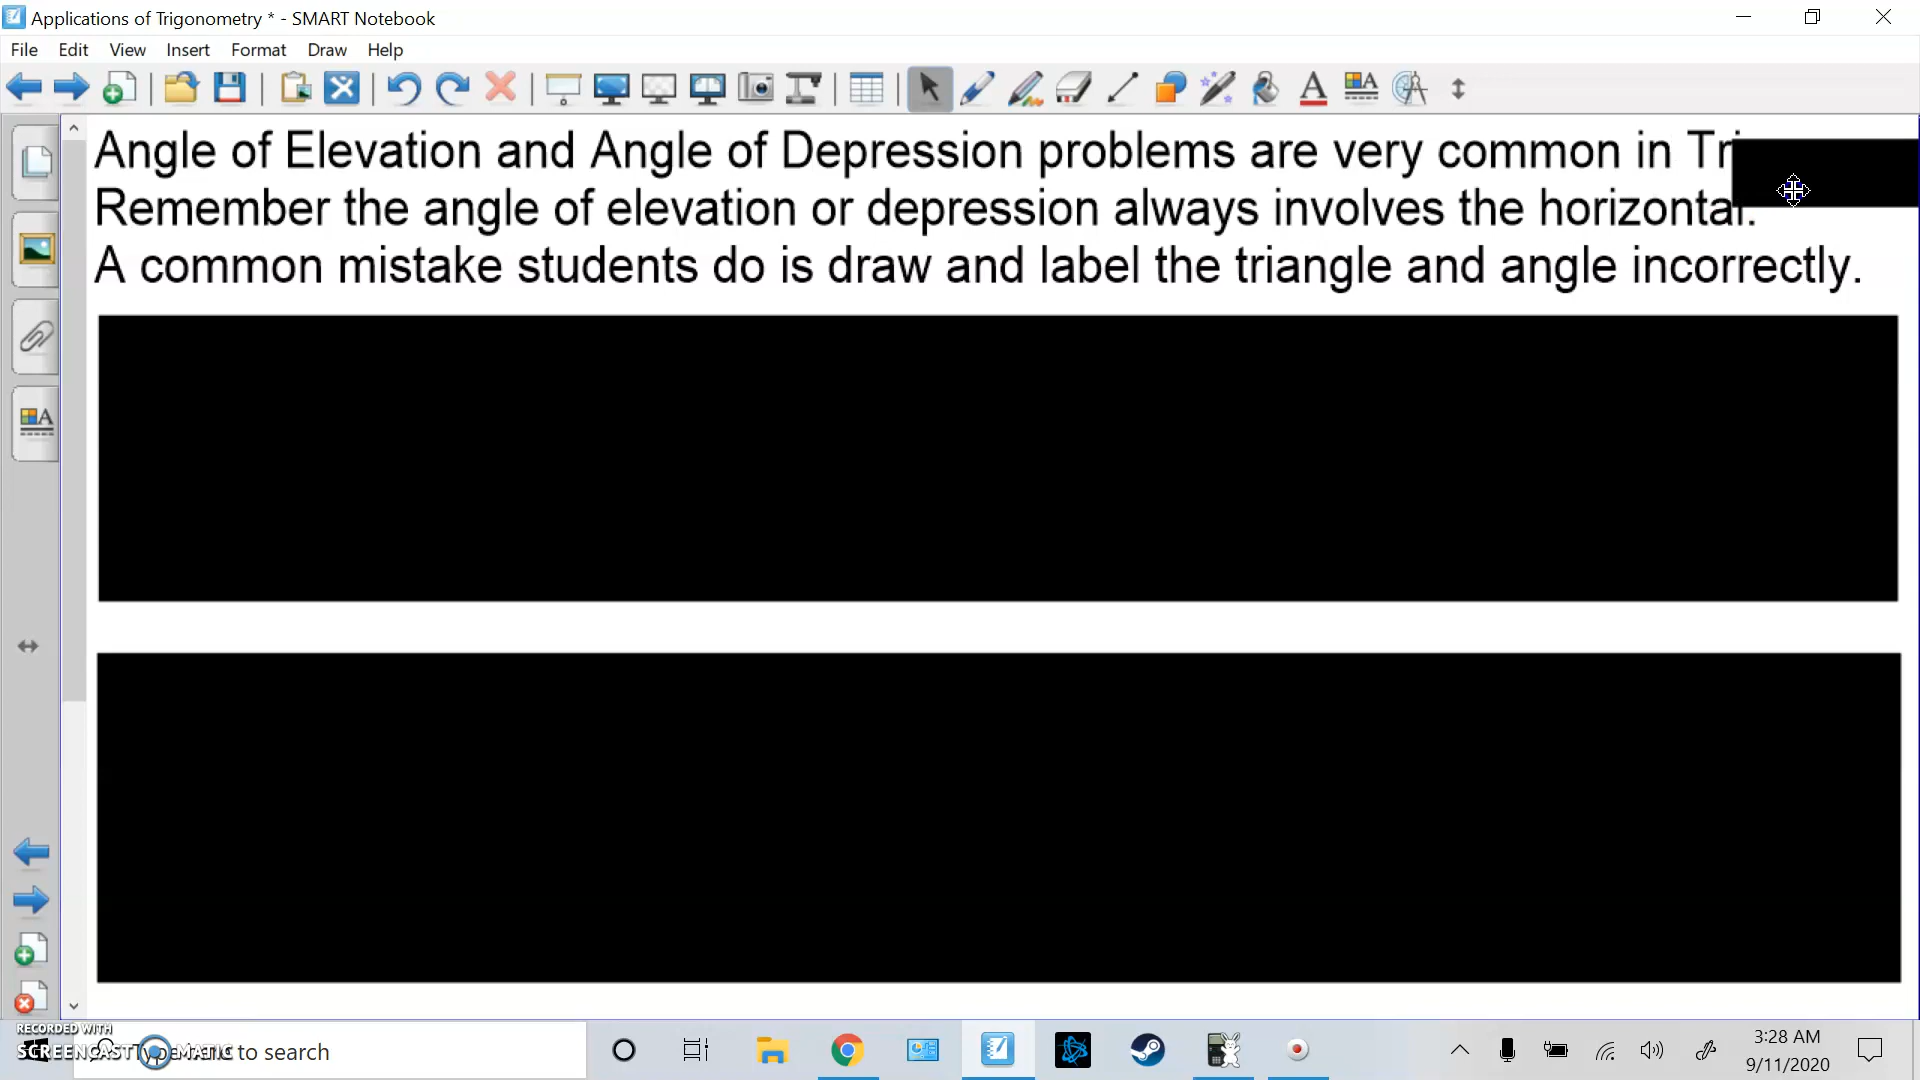 Applications of Trigonometry * - SMART Notebook
File Edit View Insert Format Draw Help
Angle of Elevation and Angle of Depression problems are very common in
Remember the angle of elevation or depression always involves the horizontal.
A common mistake students do is draw and label the triangle and angle incorrectly.
RECORDED WITH
SCREENCAST MATIC
to search
3:28 AM
9/11/2020